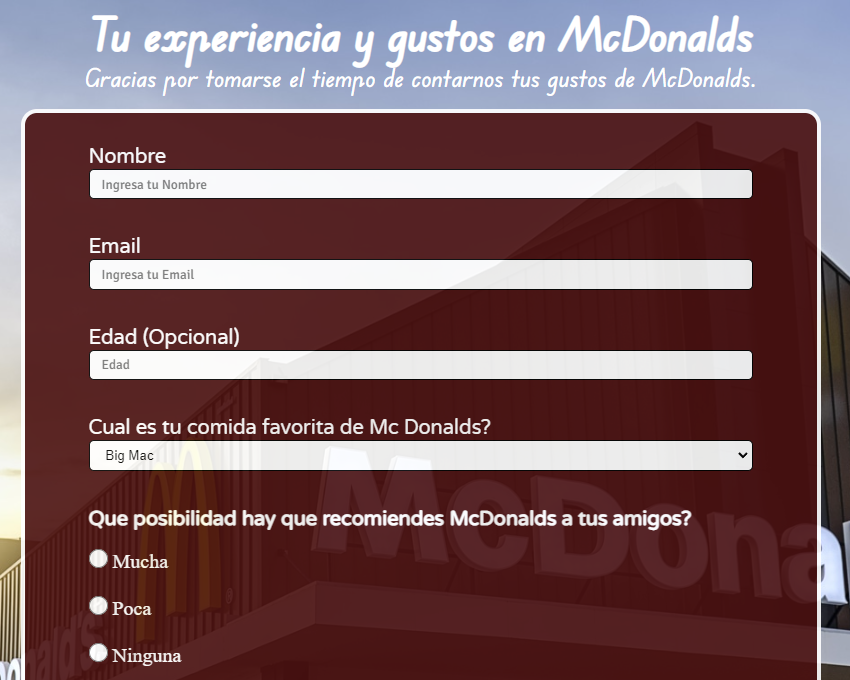 Tu experiencia y gustos en McDonalds
Gracias por tomarse el tiempo de contarnos tus gustos de McDonalds.
Nombre
Ingresa tu Nombre
Email
Ingresa tu Email
Edad (Opcional)
Edad
Cual es tu comida favorita de Mc Donalds?
Big Mac
McDona
Que posibilidad hay que recomiendes McDonalds a tus amigos?
Mucha
Poca
Ninguna
onald's